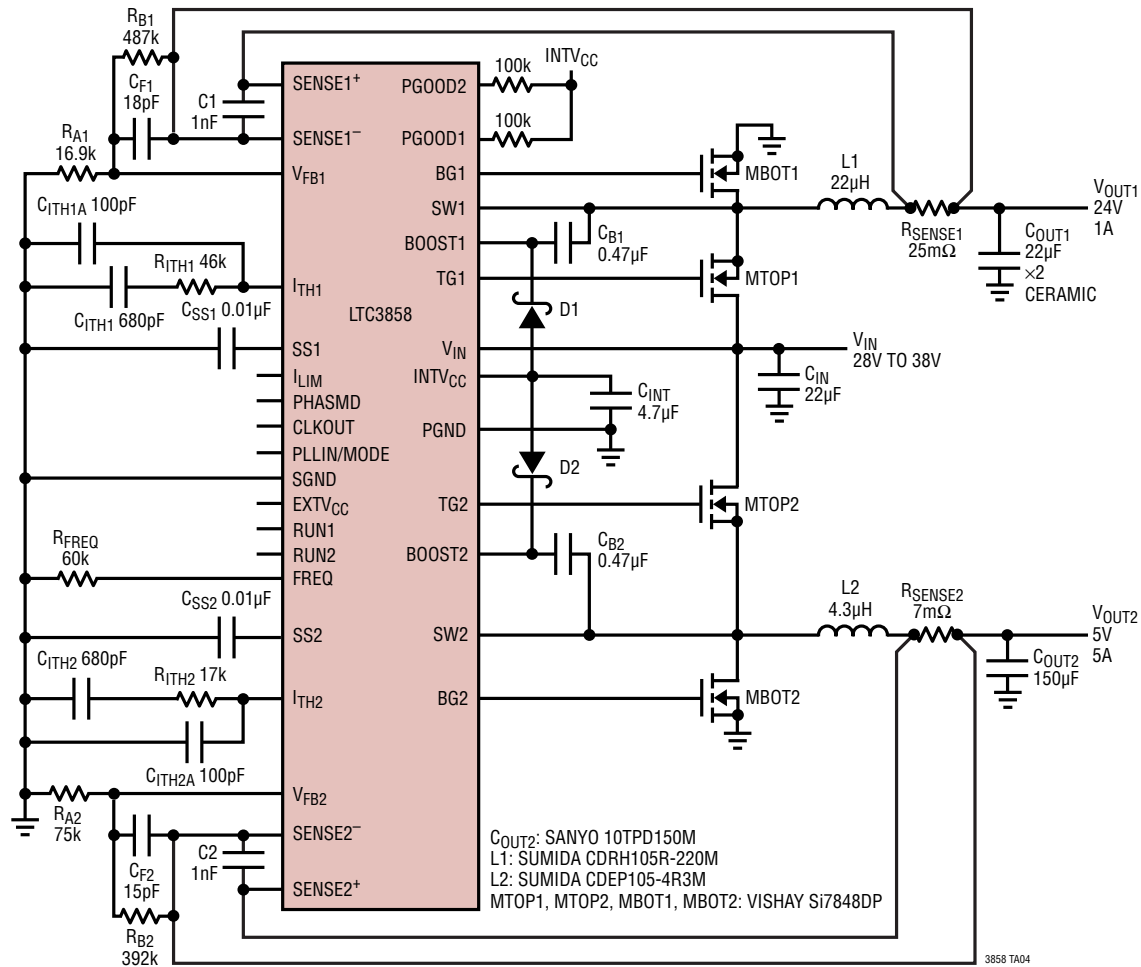 RB1
487k
CF1
18pF
RA1
16.9k
C1
1nF
CITH1A 100pF
RITH1 46k
CITH1 680pF
CSS1 0.01µF
RFREQ
60k
CSS2 0.01µF
CITH2 680pF
RITH2 17k
CITH2A 100pF
RA2
75k
CF2
15pF
RB2
392k
C2
1nF
SENSE1+
SENSE1–
VFB1
ITH1
SS1
ILIM
PHASMD
CLKOUT
PLLIN/MODE
SGND
EXTVCC
RUN1
RUN2
FREQ
SS2
ITH2
VFB2
SENSE2–
SENSE2+
LTC3858
PGOOD2
PGOOD1
BG1
SW1
BOOST1
TG1
VIN
INTVCC
PGND
TG2
BOOST2
SW2
BG2
100k
INTVCC
100k
MBOT1
L1
22µH
RSENSE1
25mΩ
VOUT1
24V
1A
COUT1
22µF
×2
CERAMIC
CB1
0.47µF
MTOP1
D1
VIN
28V TO 38V
CIN
22µF
CINT
4.7µF
D2
MTOP2
CB2
0.47µF
L2
4.3µH
RSENSE2
7mΩ
VOUT2
5V
5A
COUT2
150µF
MBOT2
COUT2: SANYO 10TPD150M
L1: SUMIDA CDRH105R-220M
L2: SUMIDA CDEP105-4R3M
MTOP1, MTOP2, MBOT1, MBOT2: VISHAY Si7848DP
3858 TA04